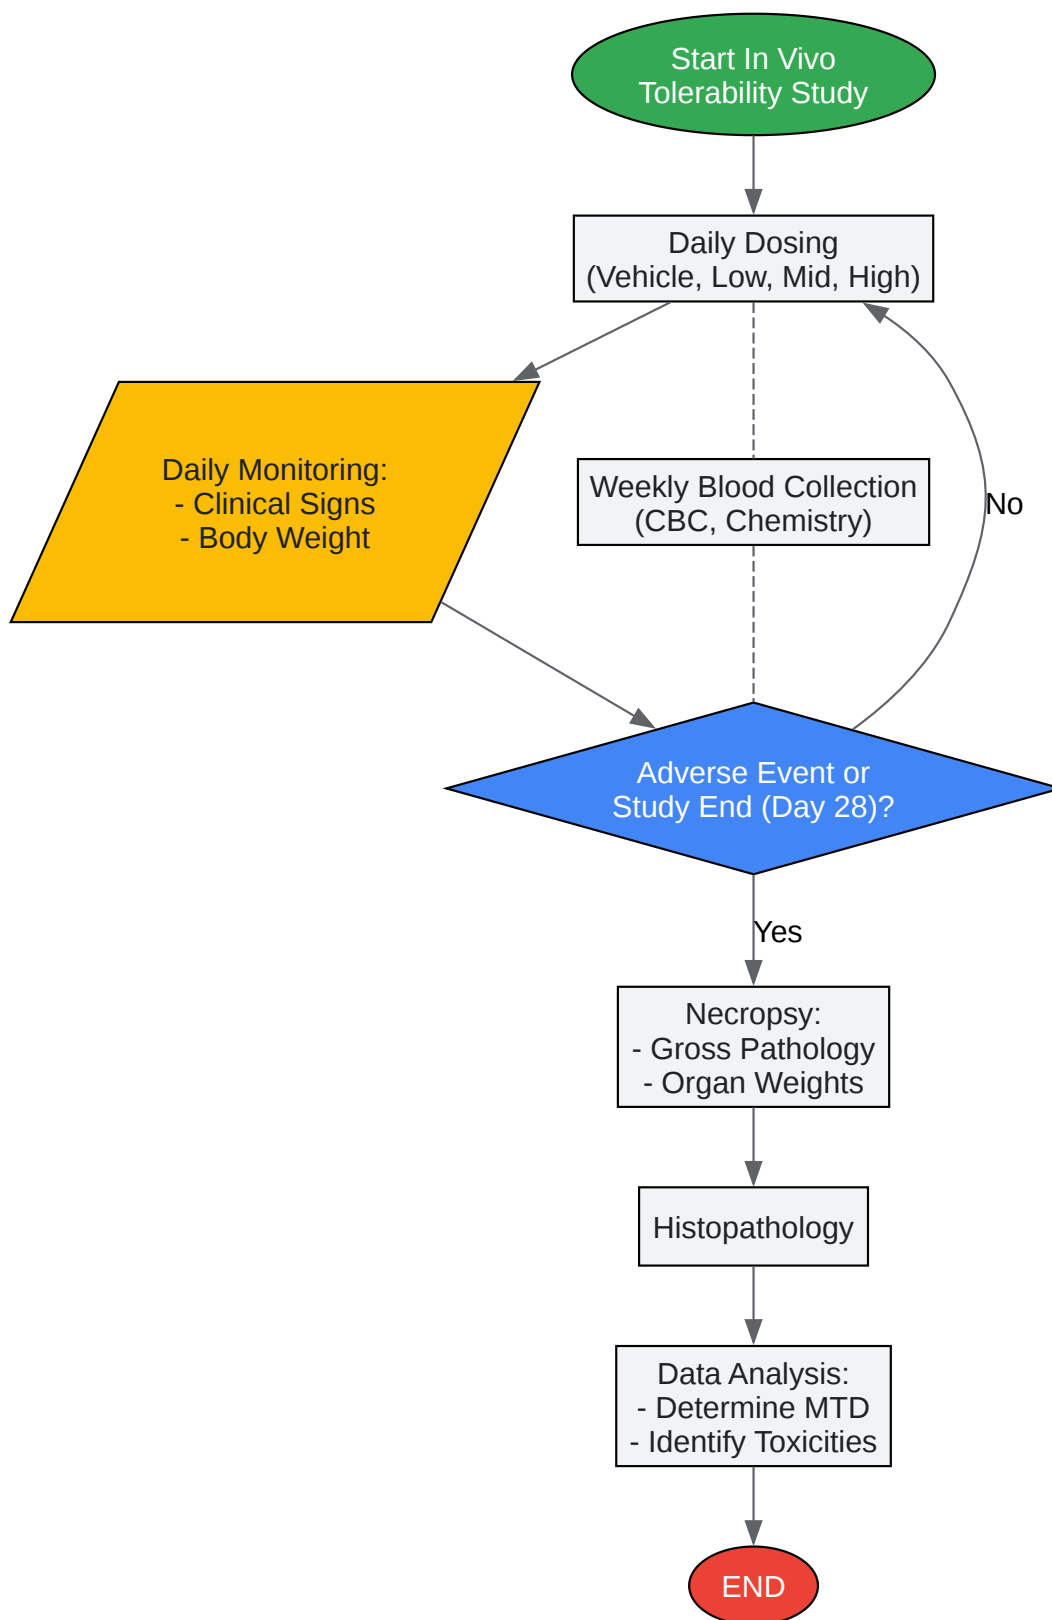 Start In Vivo
Tolerability Study
Daily Dosing
(Vehicle, Low, Mid, High)
Daily Monitoring:
- Clinical Signs
- Body Weight
Weekly Blood Collection
(CBC, Chemistry)
No
Adverse Event or
Study End (Day 28)?
Yes
Necropsy:
- Gross Pathology
- Organ Weights
Histopathology
Data Analysis:
- Determine MTD
- Identify Toxicities
END